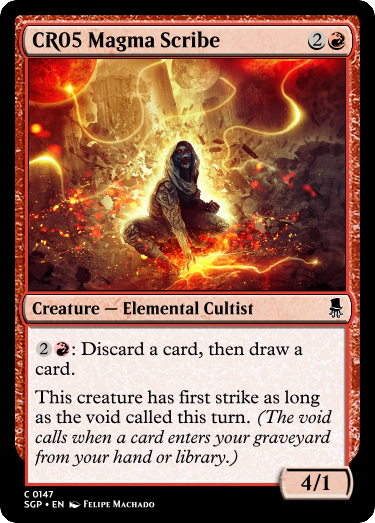 CR05 Magma Scribe 2
Creature — Elemental Cultist
2 : Discard a card, then draw a
card.
This creature has first strike as long
as the void called this turn. (The void
calls when a card enters your graveyard
from your hand or library.)
4/1
C 0147
SGP • EN Felipe Machado